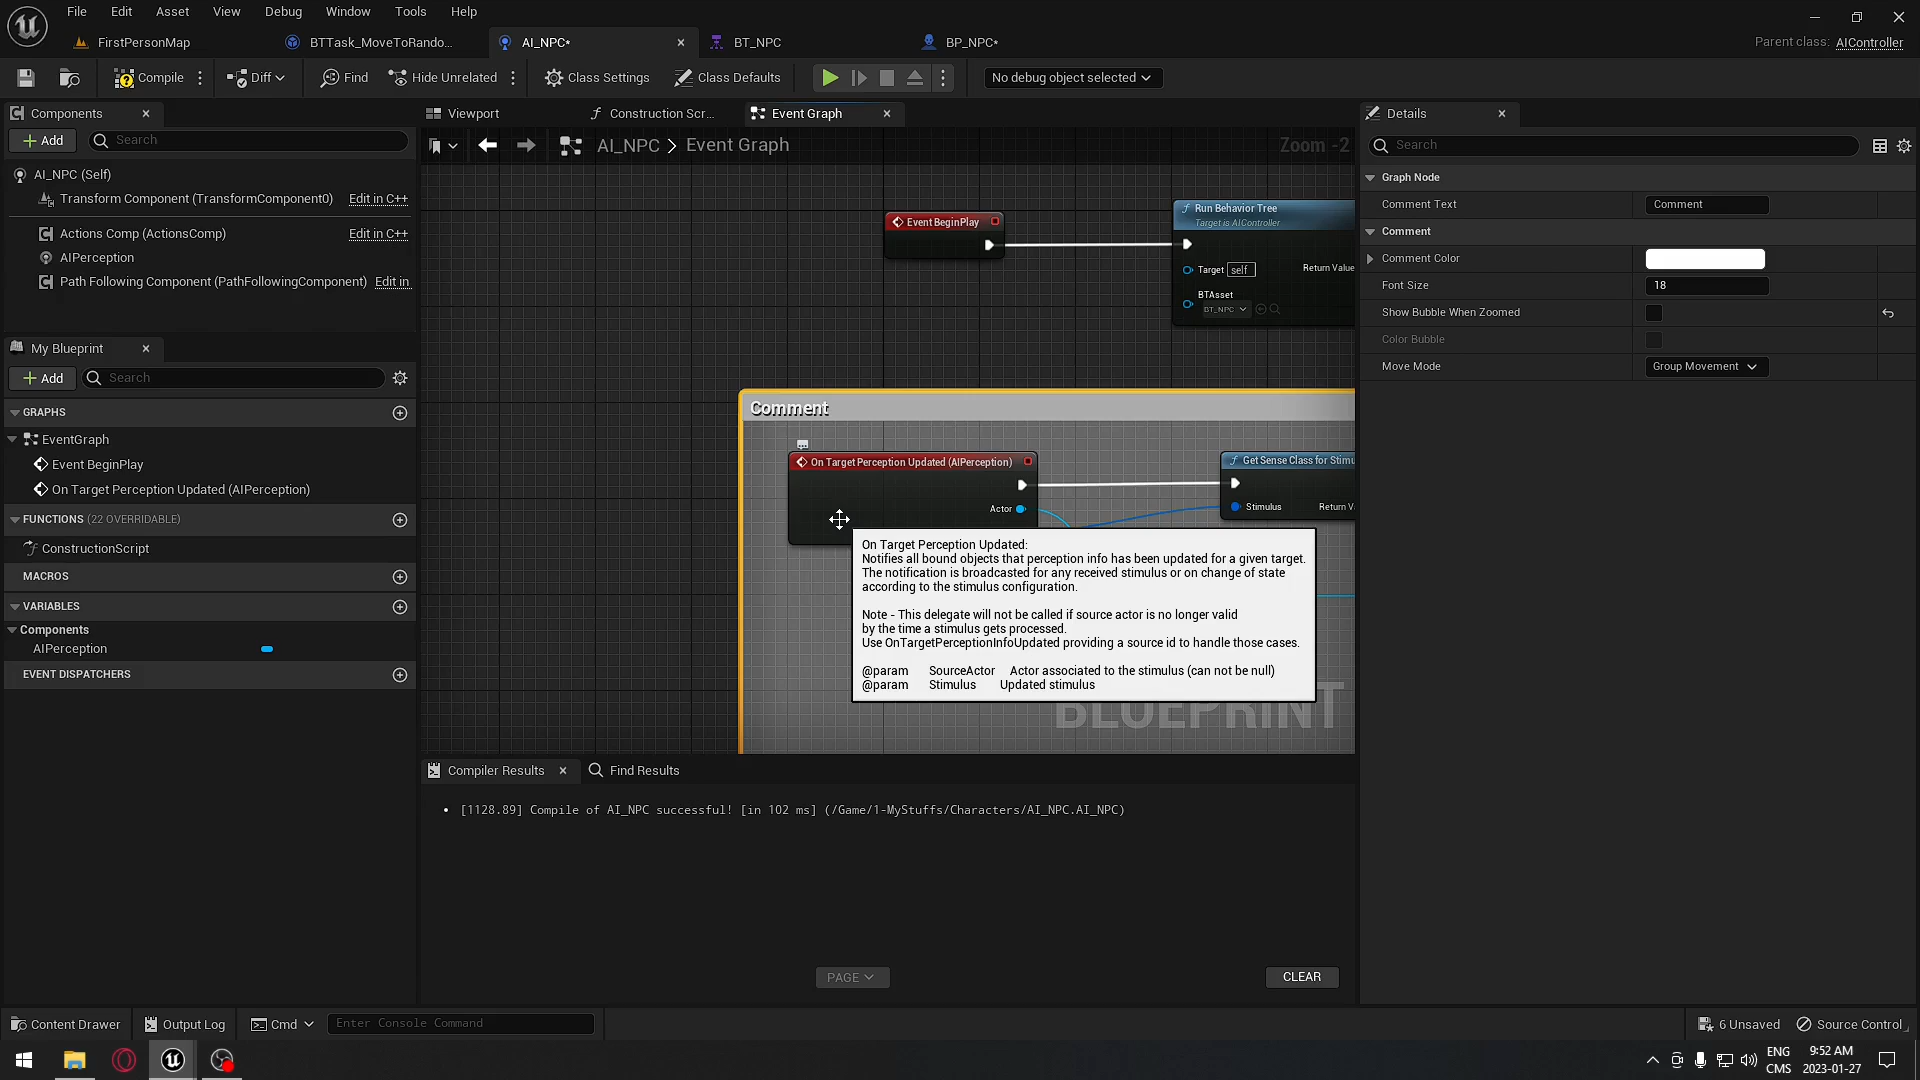 File Edit Asset View Debug Window Tools Help
FirstPersonMap BTTask_MoveToRando... AI_NPC* BT_NPC BP_NPC* Parent class: AIController
Compile Diff Find Hide Unrelated Class Settings Class Defaults No debug object selected
Components Viewport Construction Scr... Event Graph Details
Add Search AI_NPC > Event Graph Zoom -2 Search
AI_NPC (Self)
Transform Component (TransformComponent0) Edit in C++
Actions Comp (ActionsComp) Edit in C++
AIPerception
Path Following Component (PathFollowingComponent) Edit in
My Blueprint
Add Search
GRAPHS
EventGraph
Event BeginPlay
On Target Perception Updated (AIPerception)
FUNCTIONS (22 OVERRIDABLE)
ConstructionScript
MACROS
VARIABLES
Components
AIPerception
EVENT DISPATCHERS
Event BeginPlay
Run Behavior Tree
Target is AIController
Target self Return Value
BTAsset
BT_NPC
Comment
On Target Perception Updated (AIPerception)
Actor
Get Sense Class for Stimu
Stimulus Return V
On Target Perception Updated:
Notifies all bound objects that perception info has been updated for a given target.
The notification is broadcasted for any received stimulus or on change of state
according to the stimulus configuration.
Note - This delegate will not be called if source actor is no longer valid
by the time a stimulus gets processed.
Use OnTargetPerceptionInfoUpdated providing a source id to handle those cases.
@param SourceActor Actor associated to the stimulus (can not be null)
@param Stimulus Updated stimulus
BLUEPRINT
Graph Node
Comment Text Comment
Comment
Comment Color
Font Size 18
Show Bubble When Zoomed
Color Bubble
Move Mode Group Movement
Compiler Results Find Results
• [1128.89] Compile of AI_NPC successful! [in 102 ms] (/Game/1-MyStuffs/Characters/AI_NPC.AI_NPC)
PAGE CLEAR
Content Drawer Output Log Cmd Enter Console Command 6 Unsaved Source Control
ENG 9:52 AM
CMS 2023-01-27